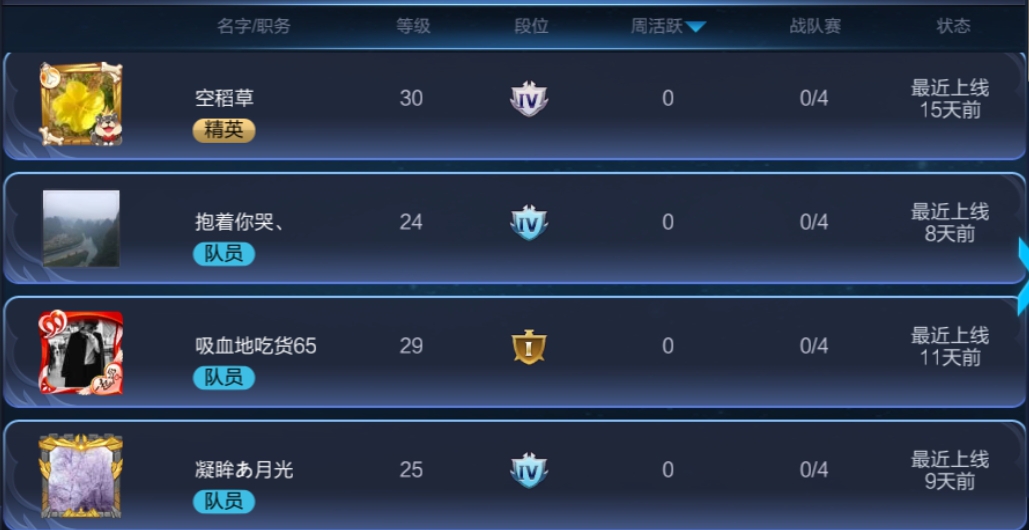 名字/职务 等级 段位 周活跃 战队赛 状态
空稻草 30 IV 0 0/4 最近上线
精英 15天前
抱着你哭、 24 IV 0 0/4 最近上线
队员 8天前
吸血地吃货65 29 I 0 0/4 最近上线
队员 11天前
凝眸あ月光 25 IV 0 0/4 最近上线
队员 9天前